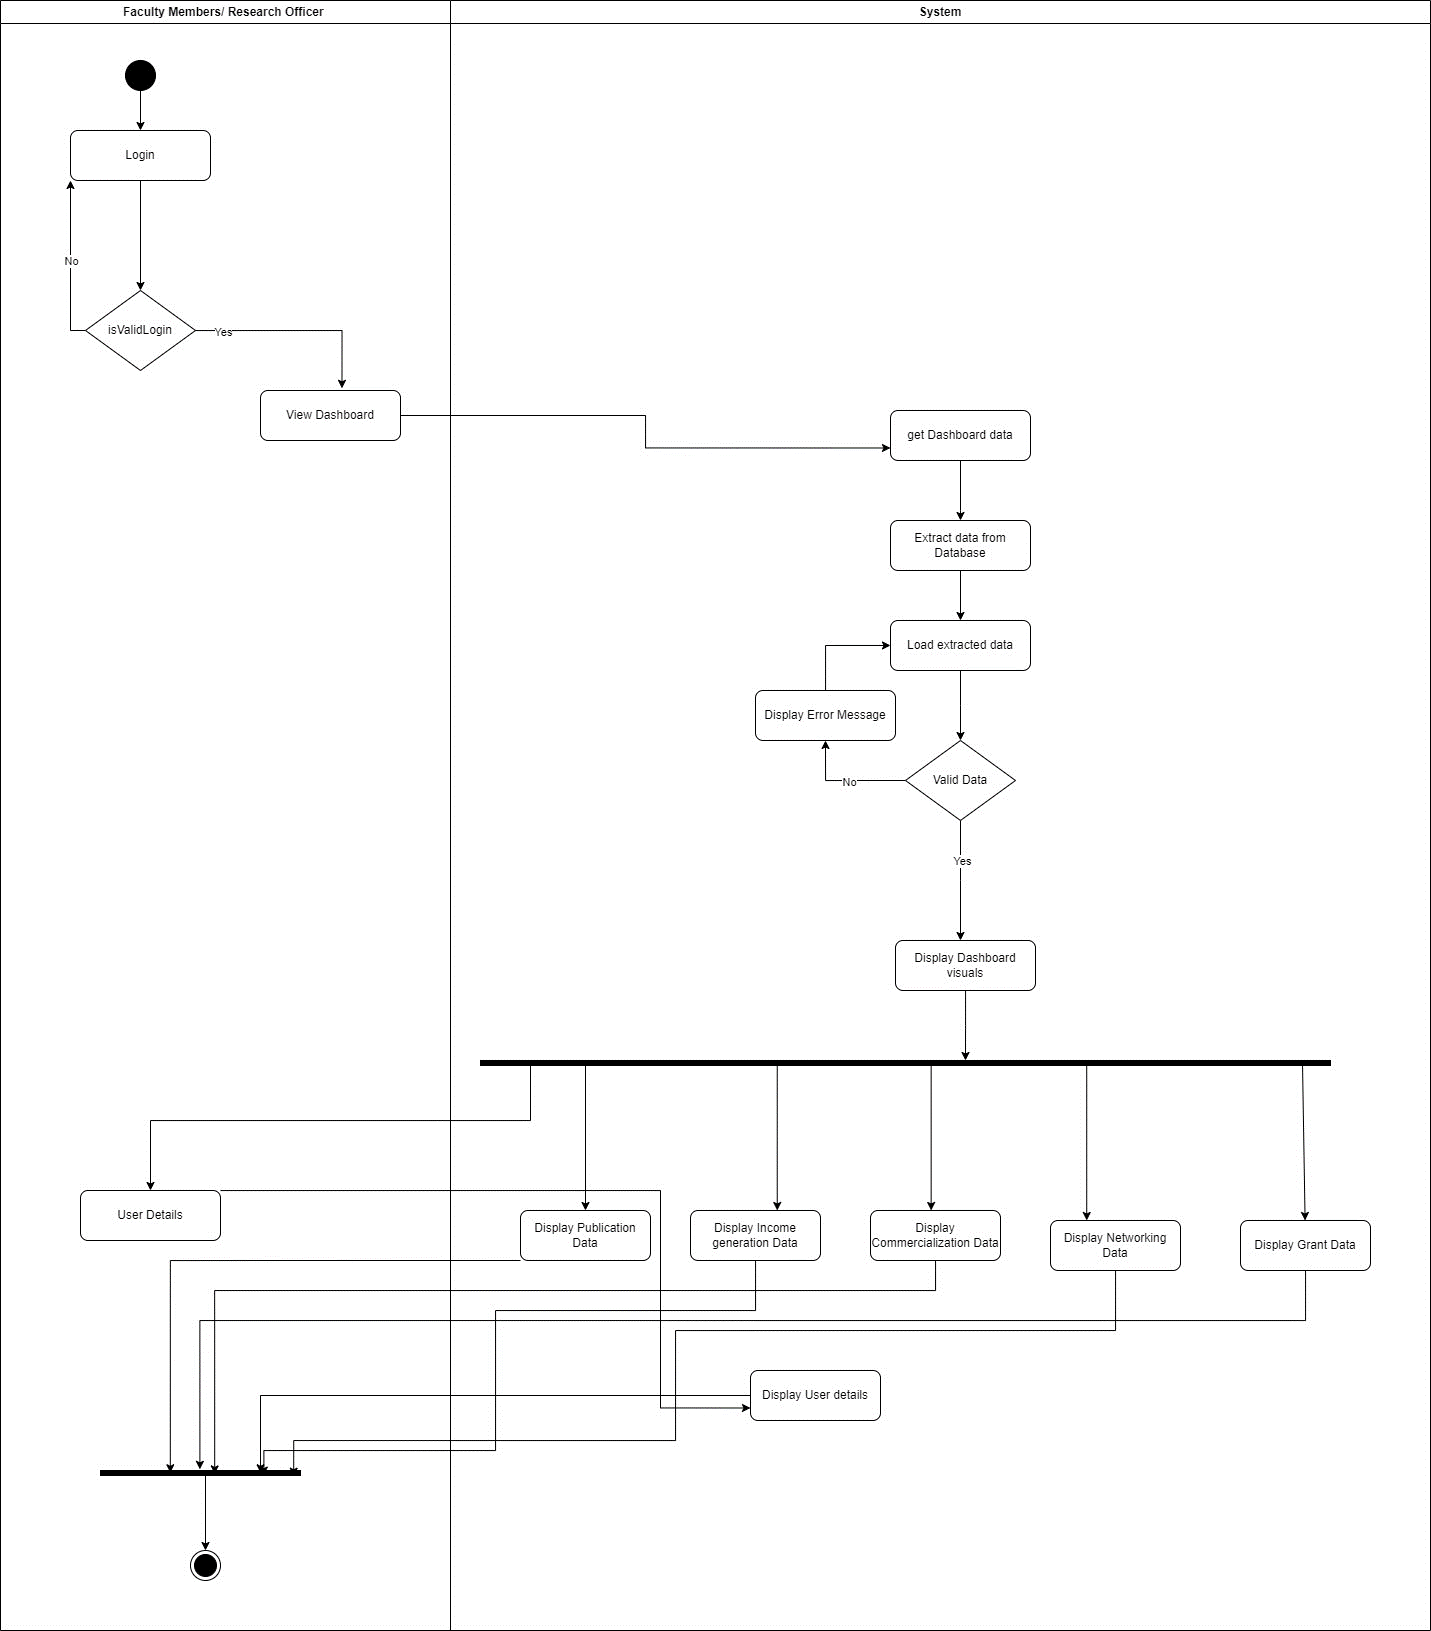 Faculty Members/ Research Officer
System
Login
No
isValidLogin
Yes
View Dashboard
get Dashboard data
Extract data from
Database
Load extracted data
Display Error Message
Valid Data
No
Yes
Display Dashboard
visuals
User Details
Display Publication
Data
Display Income
generation Data
Display
Commercialization Data
Display Networking
Data
Display Grant Data
Display User details